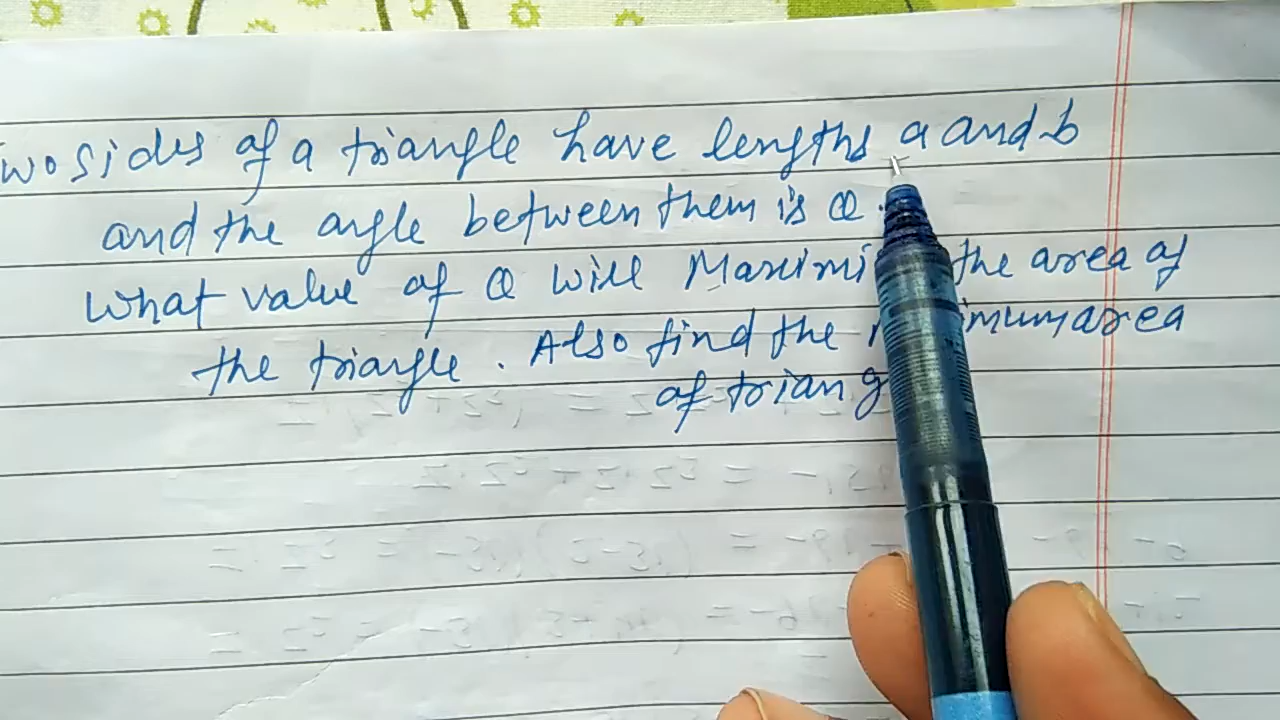 wo sides of a triangle have lengths a and b
and the angle between them is θ.
What value of θ will Maximi the area of
the triangle. Also find the imum area
of triang